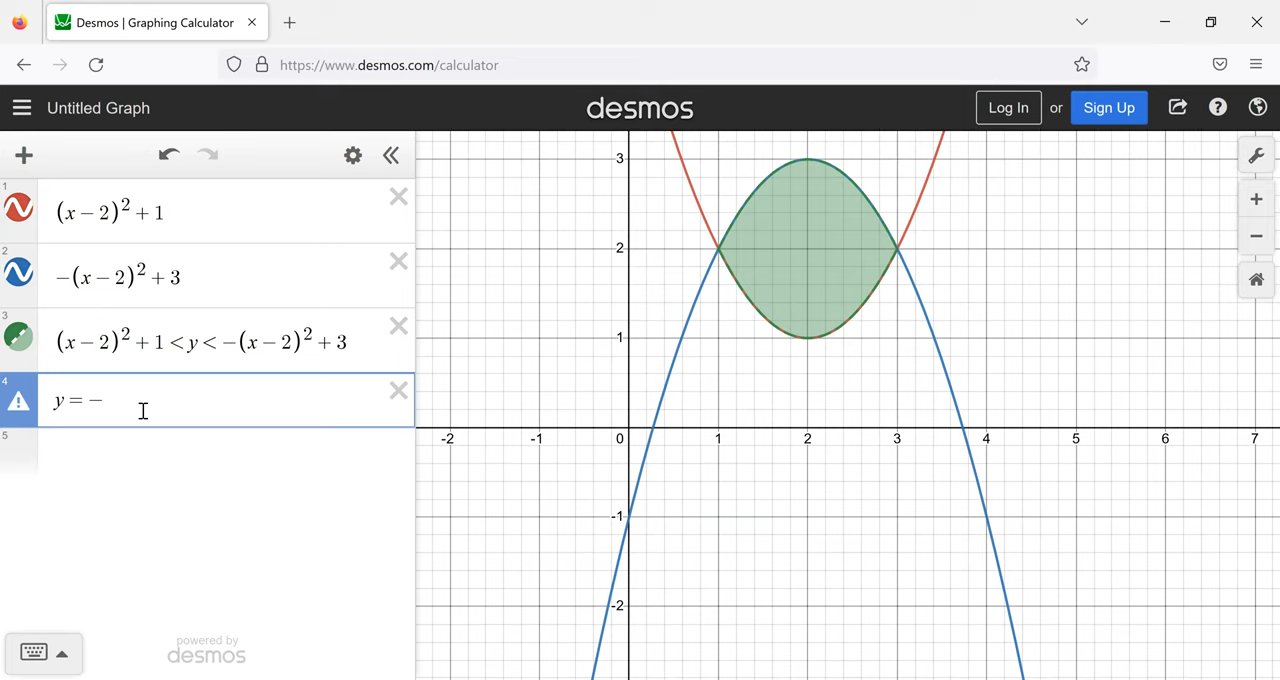 Desmos | Graphing Calculator
https://www.desmos.com/calculator
Untitled Graph
desmos
Log In or Sign Up
1
(x − 2)² + 1
2
−(x − 2)² + 3
3
(x − 2)² + 1 < y < −(x − 2)² + 3
4
y = −
5
powered by
desmos
3
2
1
-2 -1 0 1 2 3 4 5 6 7
-1
-2